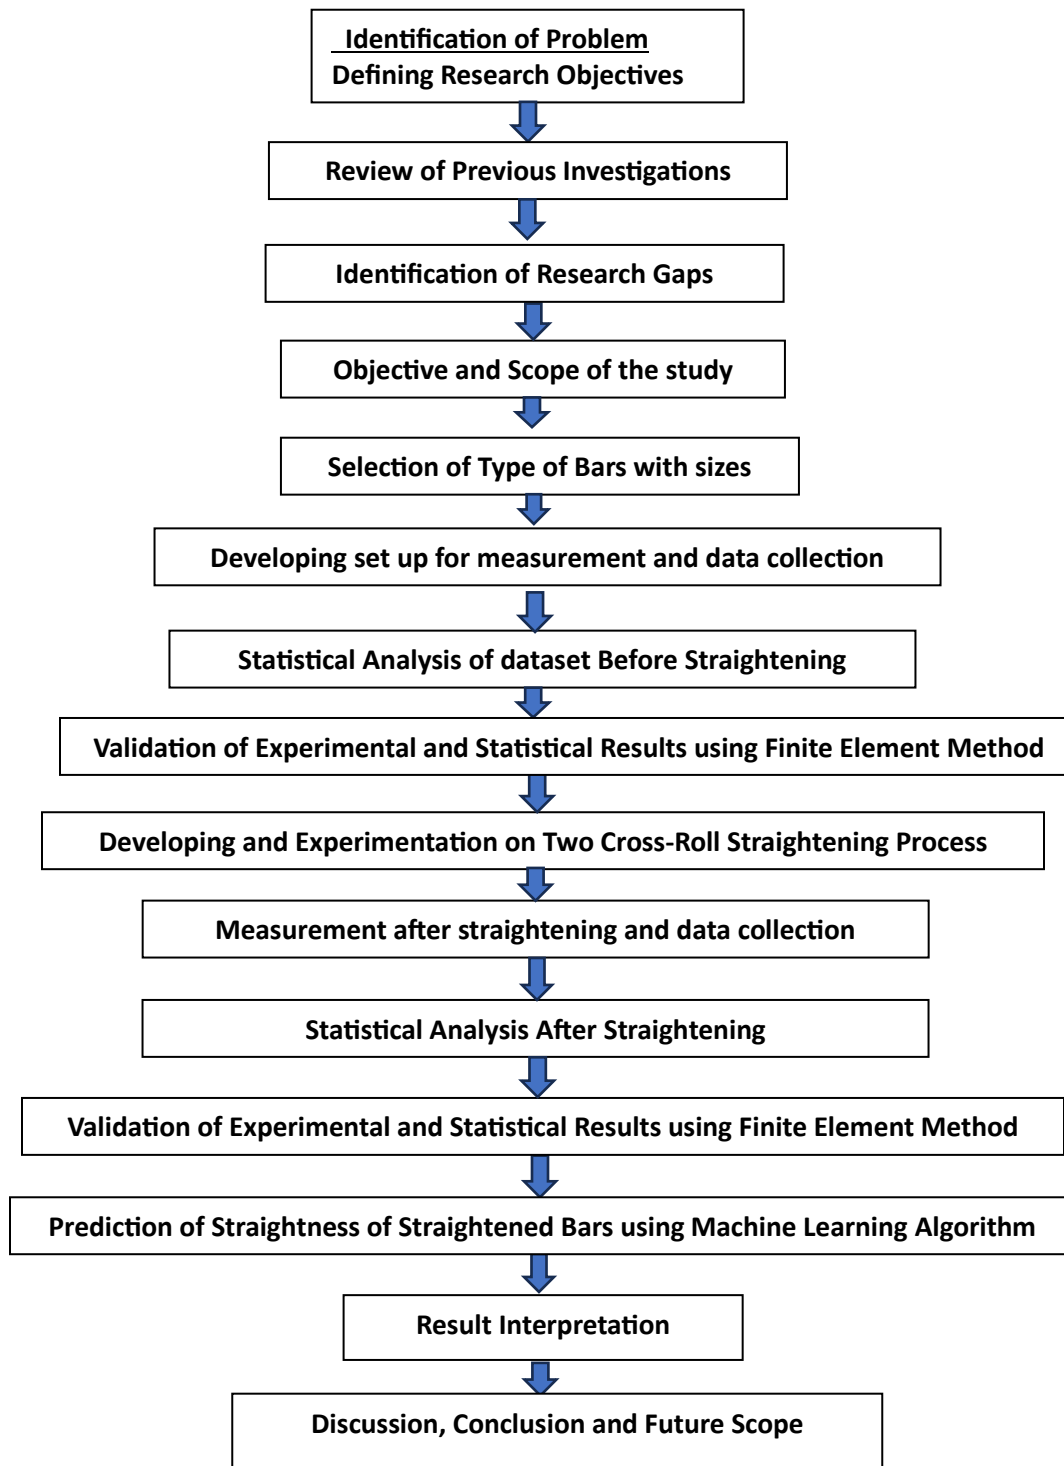 Identification of Problem
Defining Research Objectives
Review of Previous Investigations
Identification of Research Gaps
Objective and Scope of the study
Selection of Type of Bars with sizes
Developing set up for measurement and data collection
Statistical Analysis of dataset Before Straightening
Validation of Experimental and Statistical Results using Finite Element Method
Developing and Experimentation on Two Cross-Roll Straightening Process
Measurement after straightening and data collection
Statistical Analysis After Straightening
Validation of Experimental and Statistical Results using Finite Element Method
Prediction of Straightness of Straightened Bars using Machine Learning Algorithm
Result Interpretation
Discussion, Conclusion and Future Scope